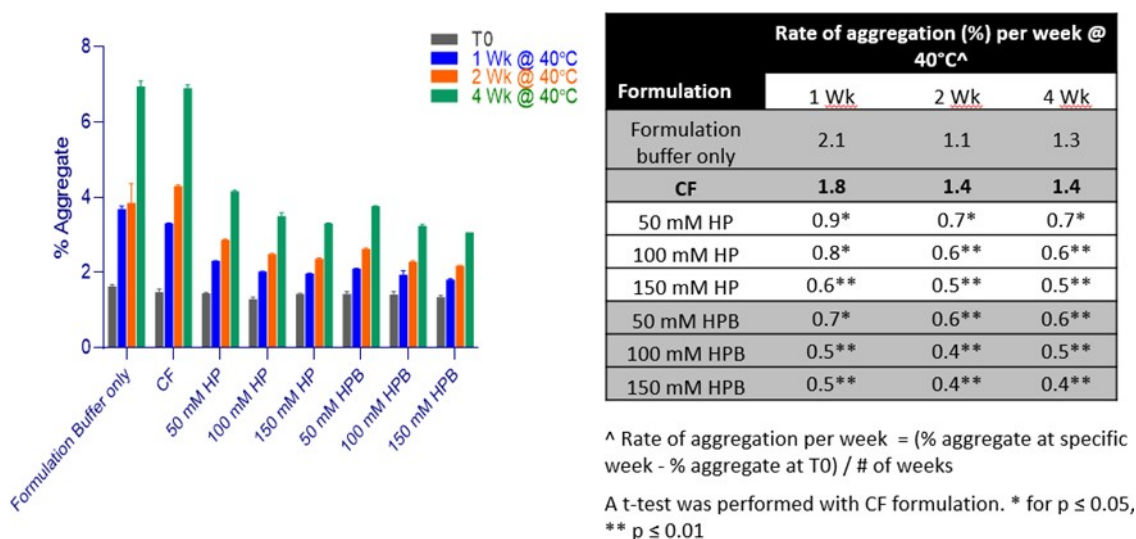 8
6
4
2
0
% Aggregate
T0
1 Wk @ 40°C
2 Wk @ 40°C
4 Wk @ 40°C
Formulation Buffer only
CF
50 mM HP
100 mM HP
150 mM HP
50 mM HPB
100 mM HPB
150 mM HPB
Rate of aggregation (%) per week @
40°C^
Formulation 1 Wk 2 Wk 4 Wk
Formulation
buffer only 2.1 1.1 1.3
CF 1.8 1.4 1.4
50 mM HP 0.9* 0.7* 0.7*
100 mM HP 0.8* 0.6** 0.6**
150 mM HP 0.6** 0.5** 0.5**
50 mM HPB 0.7* 0.6** 0.6**
100 mM HPB 0.5** 0.4** 0.5**
150 mM HPB 0.5** 0.4** 0.4**
^ Rate of aggregation per week = (% aggregate at specific
week - % aggregate at T0) / # of weeks
A t-test was performed with CF formulation. * for p ≤ 0.05,
** p ≤ 0.01